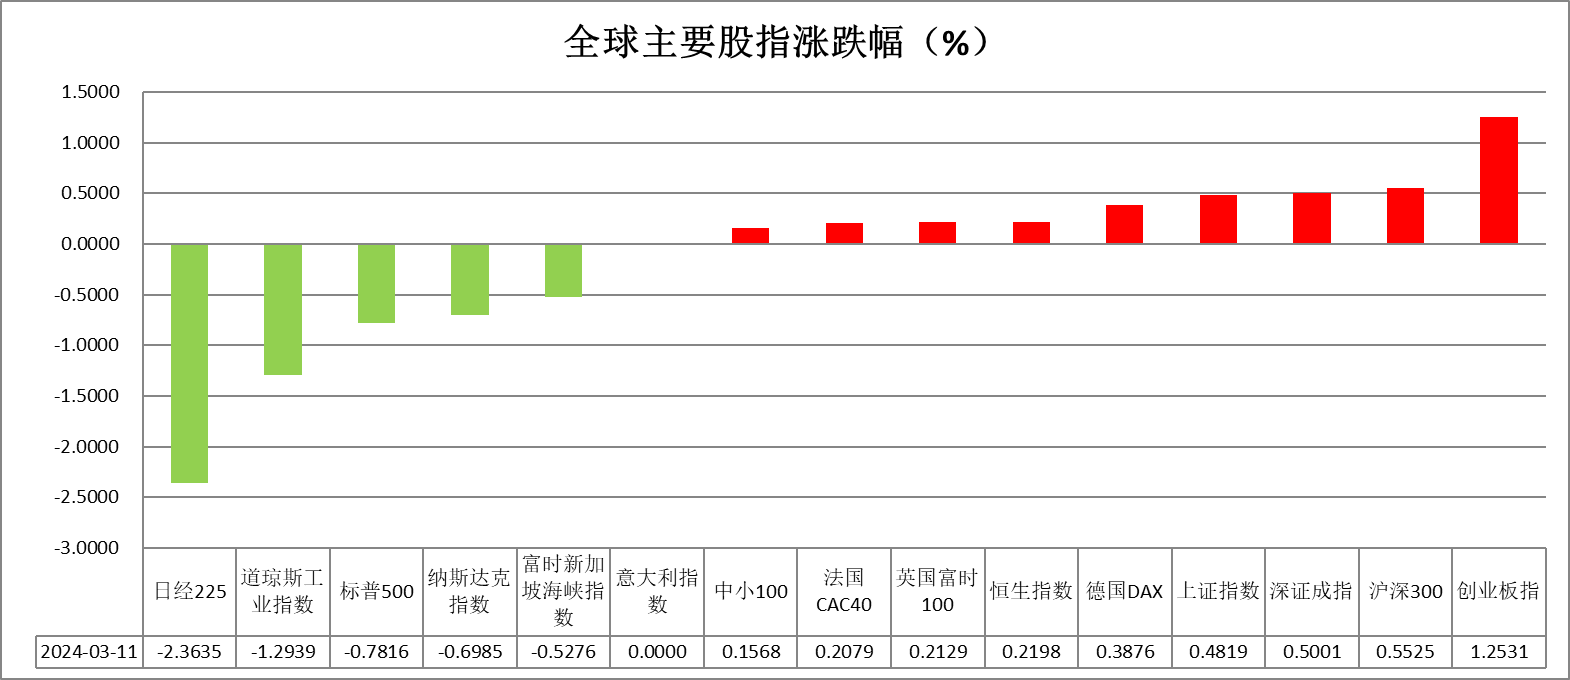 全球主要股指涨跌幅（%）
1.5000
1.0000
0.5000
0.0000
-0.5000
-1.0000
-1.5000
-2.0000
-2.5000
-3.0000
日经225
道琼斯工
业指数
标普500
纳斯达克
指数
富时新加
坡海峡指
数
意大利指
数
中小100
法国
CAC40
英国富时
100
恒生指数
德国DAX
上证指数
深证成指
沪深300
创业板指
2024-03-11 -2.3635 -1.2939 -0.7816 -0.6985 -0.5276 0.0000 0.1568 0.2079 0.2129 0.2198 0.3876 0.4819 0.5001 0.5525 1.2531